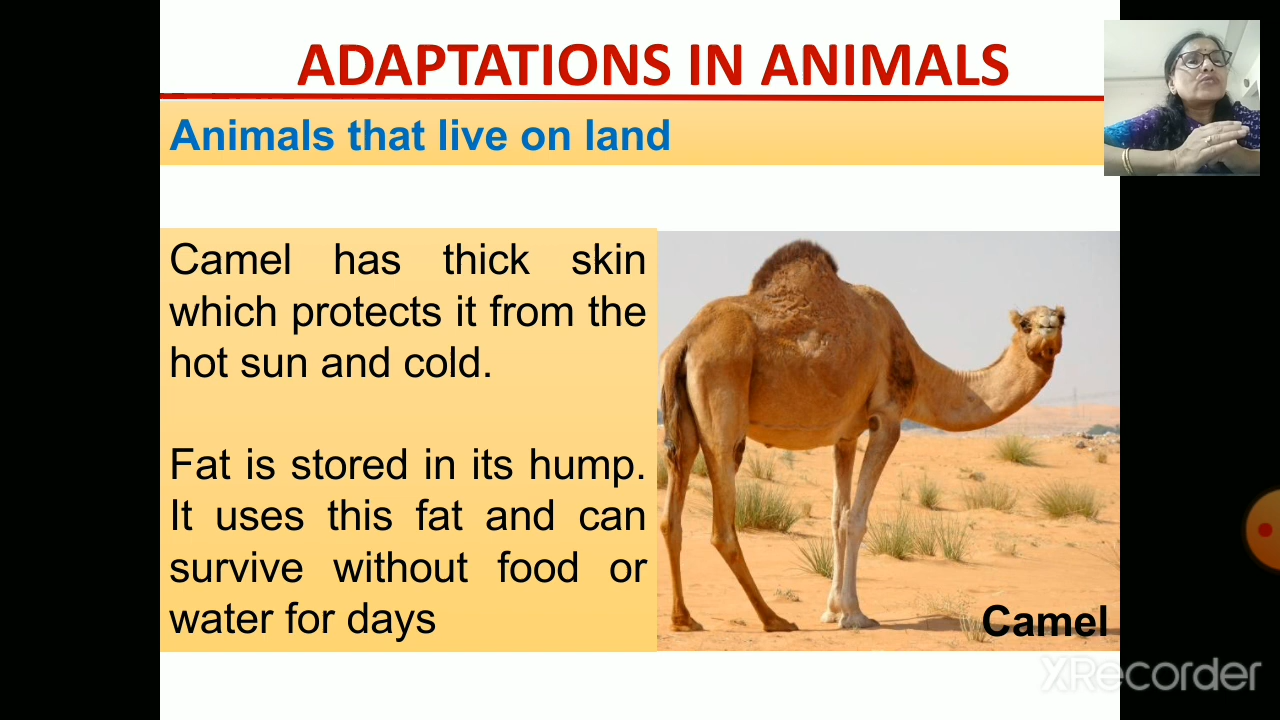 ADAPTATIONS IN ANIMALS
Animals that live on land
Camel has thick skin
which protects it from the
hot sun and cold.
Fat is stored in its hump.
It uses this fat and can
survive without food or
water for days
Camel
XRecorder